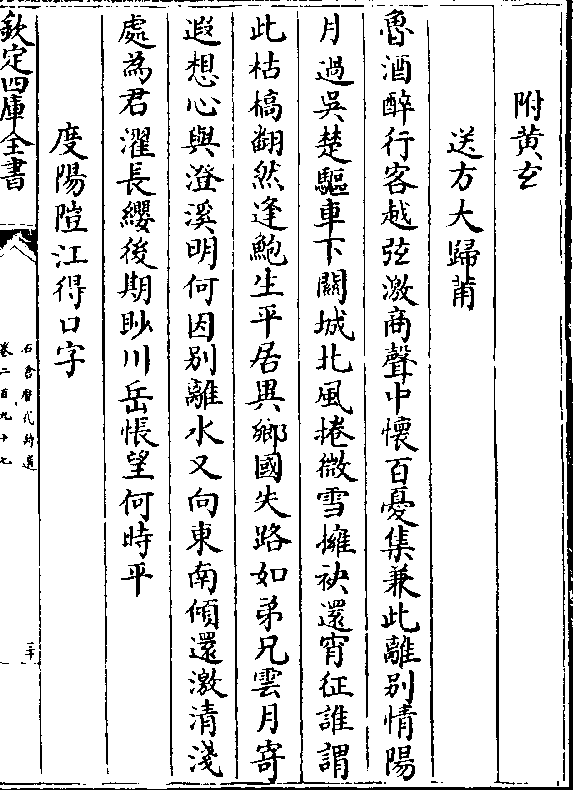 附黄玄
送方大歸莆
魯酒醉行客越弦激商聲中懷百憂集兼此離别情陽
月過吳楚驅車下關城北風捲微雪擁袂還宵征誰謂
此枯槁翻然逢鮑生平居異鄉國失路如弟兄雲月寄
遐想心與澄溪明何因别離水又向東南傾還激清淺
處為君濯長纓後期眇川岳悵望何時平
度陽𡶶江得口字
欽定四庫全書
石倉歴代詩選
卷二百九十七
二十